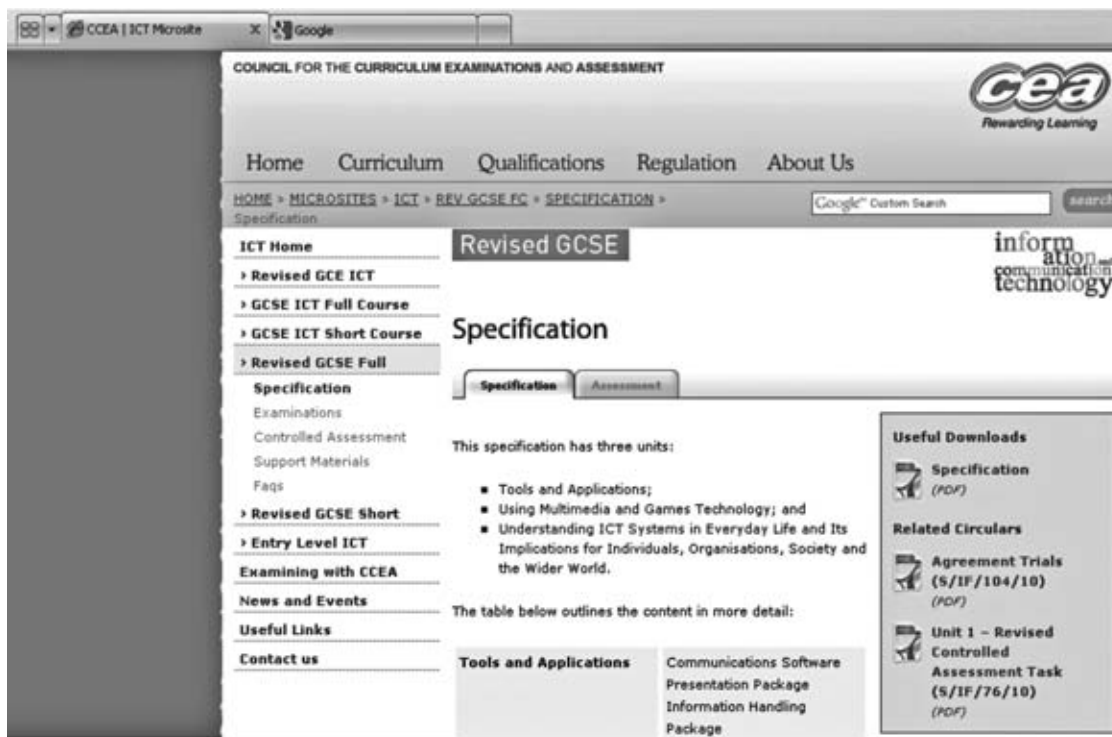 CCEA | ICT Microsite X Google
COUNCIL FOR THE CURRICULUM EXAMINATIONS AND ASSESSMENT
cea
Rewarding Learning
Home Curriculum Qualifications Regulation About Us
HOME » MICROSITES » ICT » REV GCSE FC » SPECIFICATION »
Specification
Google™ Custom Search
search
ICT Home
› Revised GCE ICT
› GCSE ICT Full Course
› GCSE ICT Short Course
› Revised GCSE Full
Specification
Examinations
Controlled Assessment
Support Materials
Faqs
› Revised GCSE Short
› Entry Level ICT
Examining with CCEA
News and Events
Useful Links
Contact us
Revised GCSE
inform
ation and
communication
technology
Specification
Specification Assessment
This specification has three units:
▪ Tools and Applications;
▪ Using Multimedia and Games Technology; and
▪ Understanding ICT Systems in Everyday Life and Its
Implications for Individuals, Organisations, Society and
the Wider World.
The table below outlines the content in more detail:
Tools and Applications
Communications Software
Presentation Package
Information Handling
Package
Useful Downloads
Specification
(PDF)
Related Circulars
Agreement Trials
(S/IF/104/10)
(PDF)
Unit 1 – Revised
Controlled
Assessment Task
(S/IF/76/10)
(PDF)